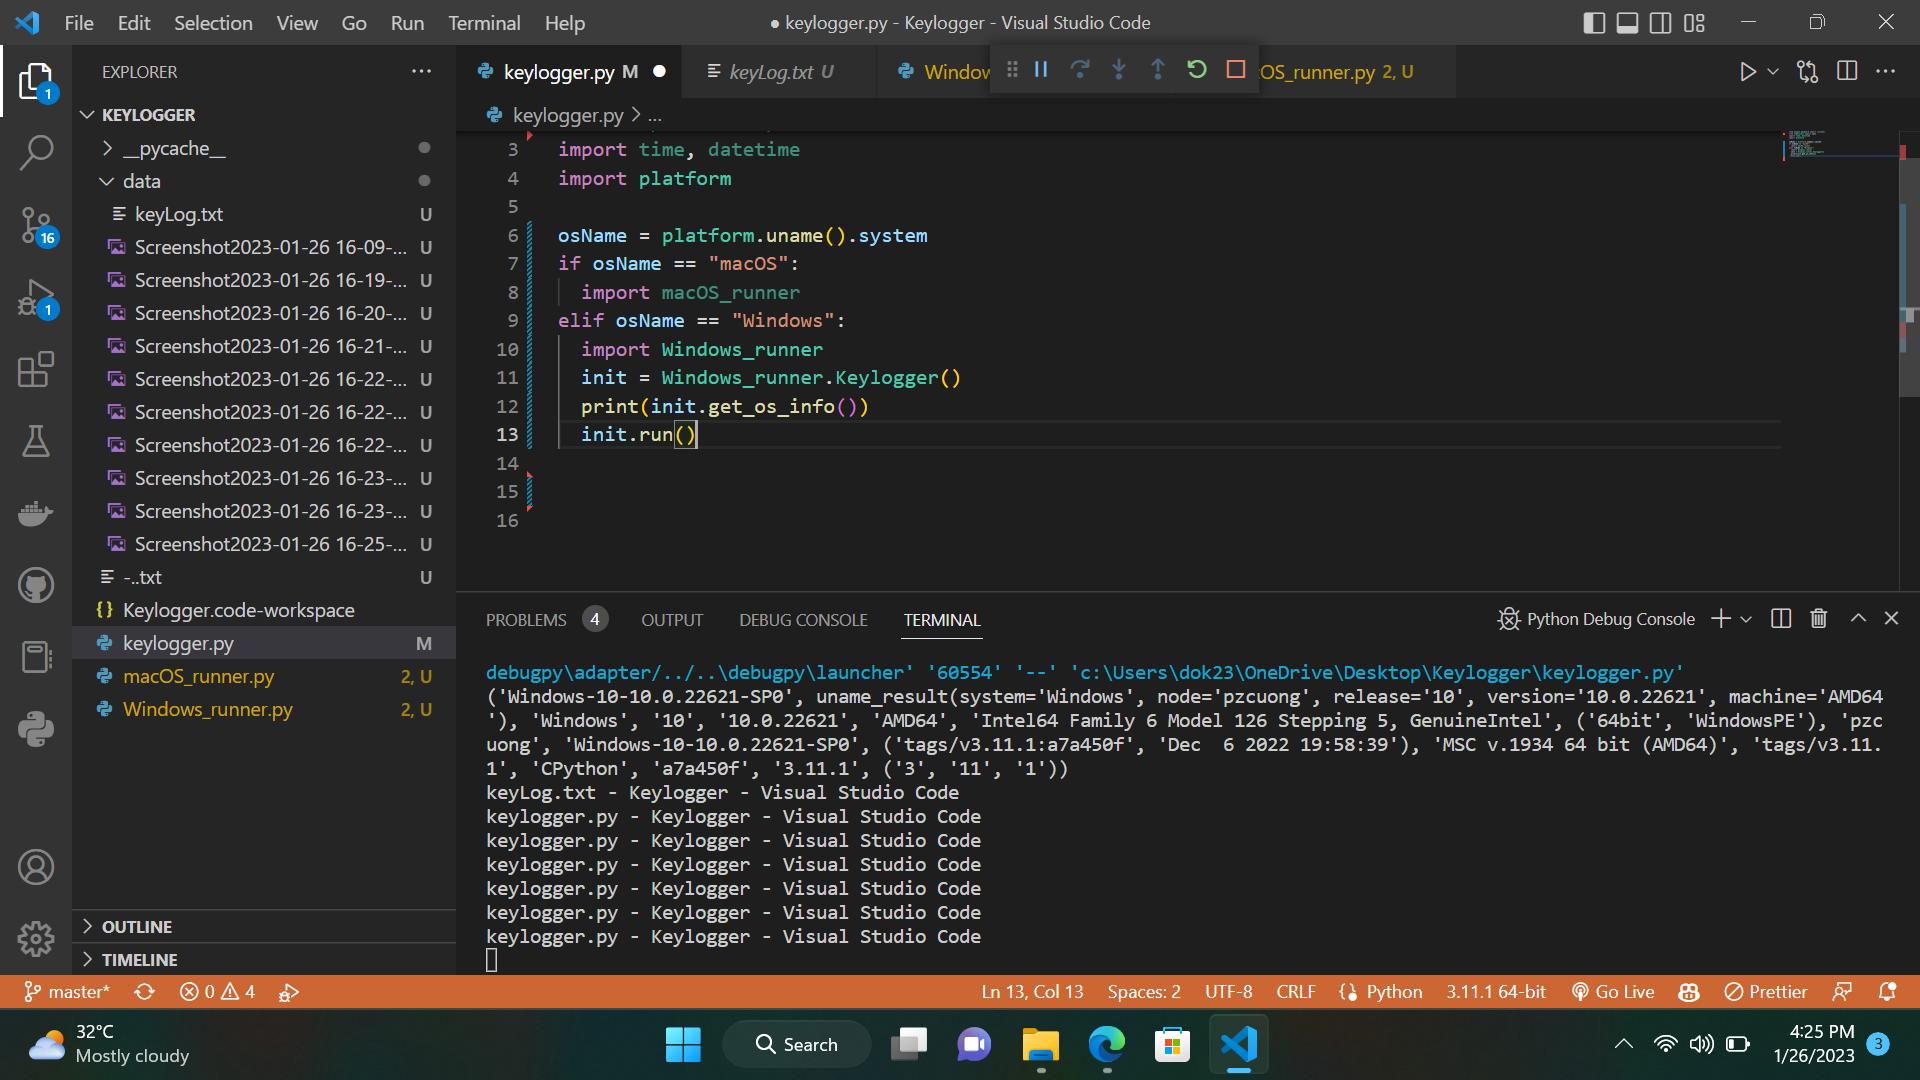 File Edit Selection View Go Run Terminal Help
● keylogger.py - Keylogger - Visual Studio Code
EXPLORER
KEYLOGGER
__pycache__
data
keyLog.txt U
Screenshot2023-01-26 16-09-... U
Screenshot2023-01-26 16-19-... U
Screenshot2023-01-26 16-20-... U
Screenshot2023-01-26 16-21-... U
Screenshot2023-01-26 16-22-... U
Screenshot2023-01-26 16-22-... U
Screenshot2023-01-26 16-22-... U
Screenshot2023-01-26 16-23-... U
Screenshot2023-01-26 16-23-... U
Screenshot2023-01-26 16-25-... U
-..txt U
Keylogger.code-workspace
keylogger.py M
macOS_runner.py 2, U
Windows_runner.py 2, U
OUTLINE
TIMELINE
1
16
1
keylogger.py M
keyLog.txt U
Window
OS_runner.py 2, U
keylogger.py > ...
3 import time, datetime
4 import platform
5
6 osName = platform.uname().system
7 if osName == "macOS":
8 import macOS_runner
9 elif osName == "Windows":
10 import Windows_runner
11 init = Windows_runner.Keylogger()
12 print(init.get_os_info())
13 init.run()
14
15
16
PROBLEMS 4 OUTPUT DEBUG CONSOLE TERMINAL
Python Debug Console
debugpy\adapter/../..\debugpy\launcher' '60554' '--' 'c:\Users\dok23\OneDrive\Desktop\Keylogger\keylogger.py'
('Windows-10-10.0.22621-SP0', uname_result(system='Windows', node='pzcuong', release='10', version='10.0.22621', machine='AMD64
'), 'Windows', '10', '10.0.22621', 'AMD64', 'Intel64 Family 6 Model 126 Stepping 5, GenuineIntel', ('64bit', 'WindowsPE'), 'pzc
uong', 'Windows-10-10.0.22621-SP0', ('tags/v3.11.1:a7a450f', 'Dec  6 2022 19:58:39'), 'MSC v.1934 64 bit (AMD64)', 'tags/v3.11.
1', 'CPython', 'a7a450f', '3.11.1', ('3', '11', '1'))
keyLog.txt - Keylogger - Visual Studio Code
keylogger.py - Keylogger - Visual Studio Code
keylogger.py - Keylogger - Visual Studio Code
keylogger.py - Keylogger - Visual Studio Code
keylogger.py - Keylogger - Visual Studio Code
keylogger.py - Keylogger - Visual Studio Code
keylogger.py - Keylogger - Visual Studio Code
master* 0 4 Ln 13, Col 13 Spaces: 2 UTF-8 CRLF Python 3.11.1 64-bit Go Live Prettier
32°C
Mostly cloudy
Search
4:25 PM
1/26/2023
3